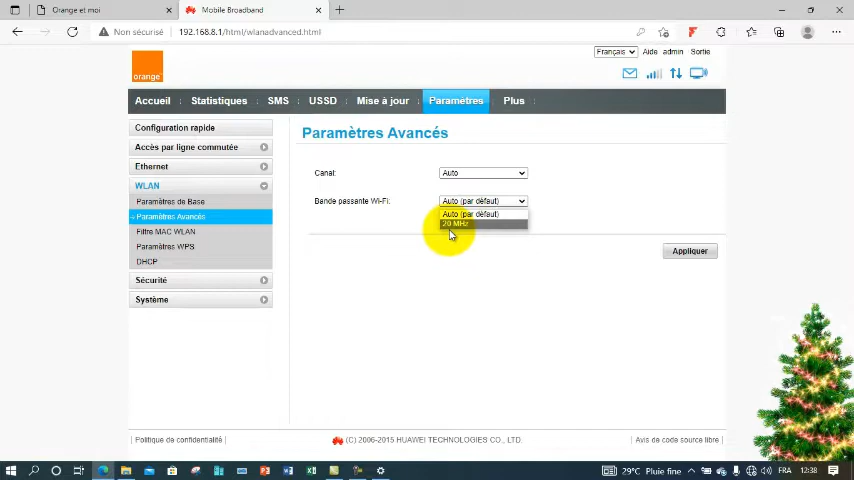 Orange et moi
Mobile Broadband
Non sécurisé
192.168.8.1/html/wlanadvanced.html
Français
Aide
admin
Sortie
orange
Accueil
Statistiques
SMS
USSD
Mise à jour
Paramètres
Plus
Configuration rapide
Accès par ligne commutée
Ethernet
WLAN
Paramètres de Base
Paramètres Avancés
Filtre MAC WLAN
Paramètres WPS
DHCP
Sécurité
Système
Paramètres Avancés
Canal:
Auto
Bande passante Wi-Fi:
Auto (par défaut)
Auto (par défaut)
20 MHz
Appliquer
Politique de confidentialité
(C) 2006-2015 HUAWEI TECHNOLOGIES CO., LTD.
Avis de code source libre
29°C Pluie fine
FRA
12:38